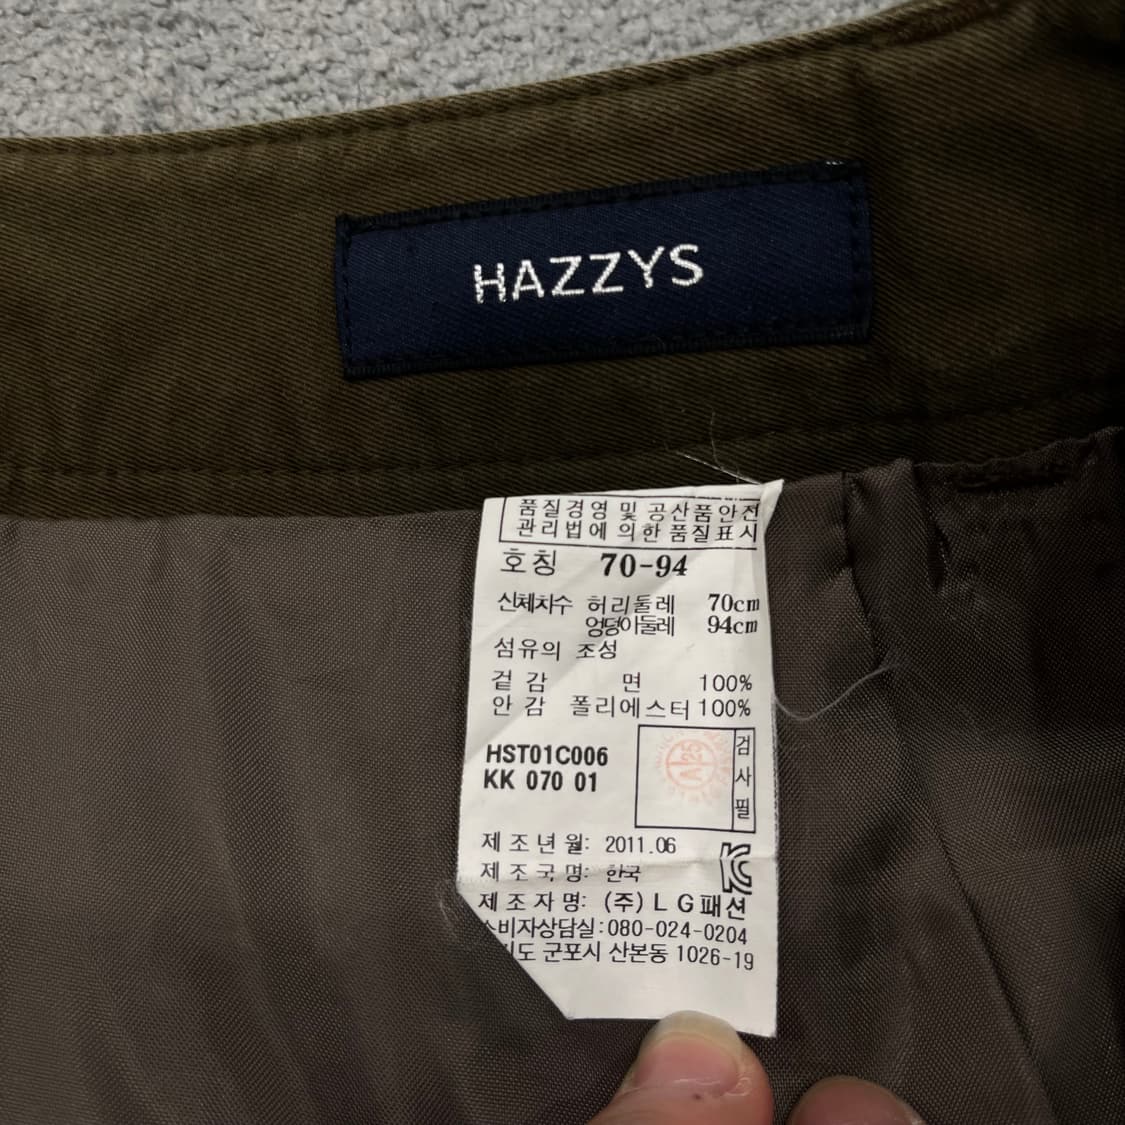 HAZZYS
품질경영 및 공산품안전
관리법에 의한 품질표시
호칭 70-94
신체치수 허리둘레 70cm
엉덩이둘레 94cm
섬유의 조성
겉감 면 100%
안감 폴리에스터 100%
HST01C006
KK 070 01
검사필
A 25
제조년월: 2011.06
제조국명: 한국
제조자명: (주)LG패션
소비자상담실:080-024-0204
군포시 산본동 1026-19